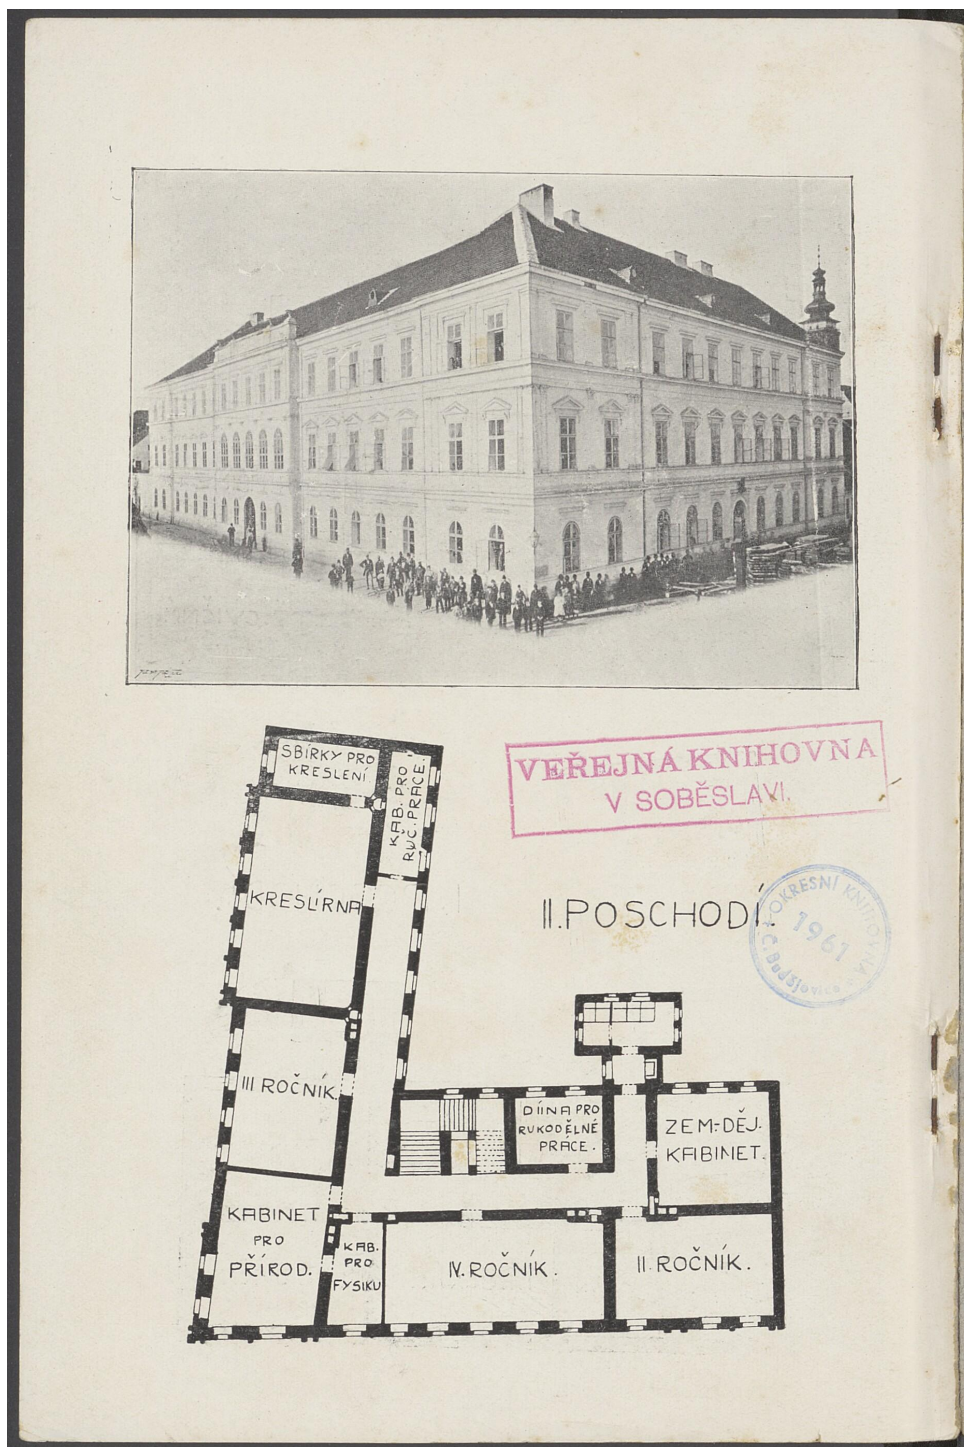 VEŘEJNÁ KNIHOVNA
V SOBĚSLAVI.
SBÍRKY PRO
KRESLENÍ
KAB. PRO
RUČ. PRÁCE.
KRESLÍRNA
II. POSCHODÍ.
OKRESNÍ KNIHOVNA
1961
III ROČNÍK.
DÍLNA PRO
RUKODĚLNÉ
PRÁCE.
ZEM-DĚJ.
KABINET.
KABINET
PRO
PŘÍROD.
KAB.
PRO
FYSIKU
IV. ROČNÍK.
II. ROČNÍK.